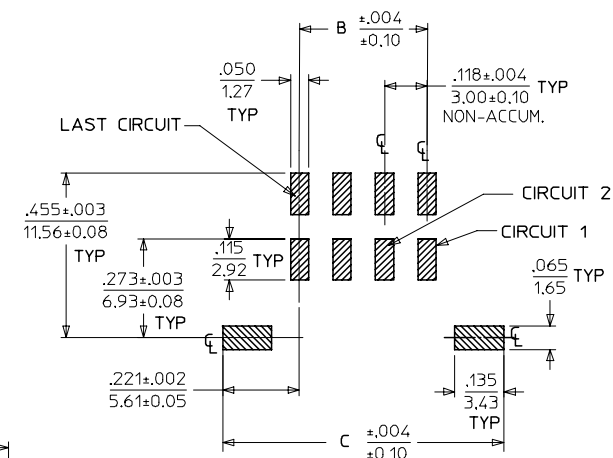 B ±.004
±0.10
.050
1.27
TYP
.118±.004 TYP
3.00±0.10
NON-ACCUM.
LAST CIRCUIT
℄ ℄
CIRCUIT 2
CIRCUIT 1
.455±.003
11.56±0.08
TYP
.115 TYP
2.92
.273±.003
6.93±0.08
TYP
.065 TYP
1.65
℄ ℄
.221±.002
5.61±0.05
.135
3.43
TYP
C ±.004
±0.10